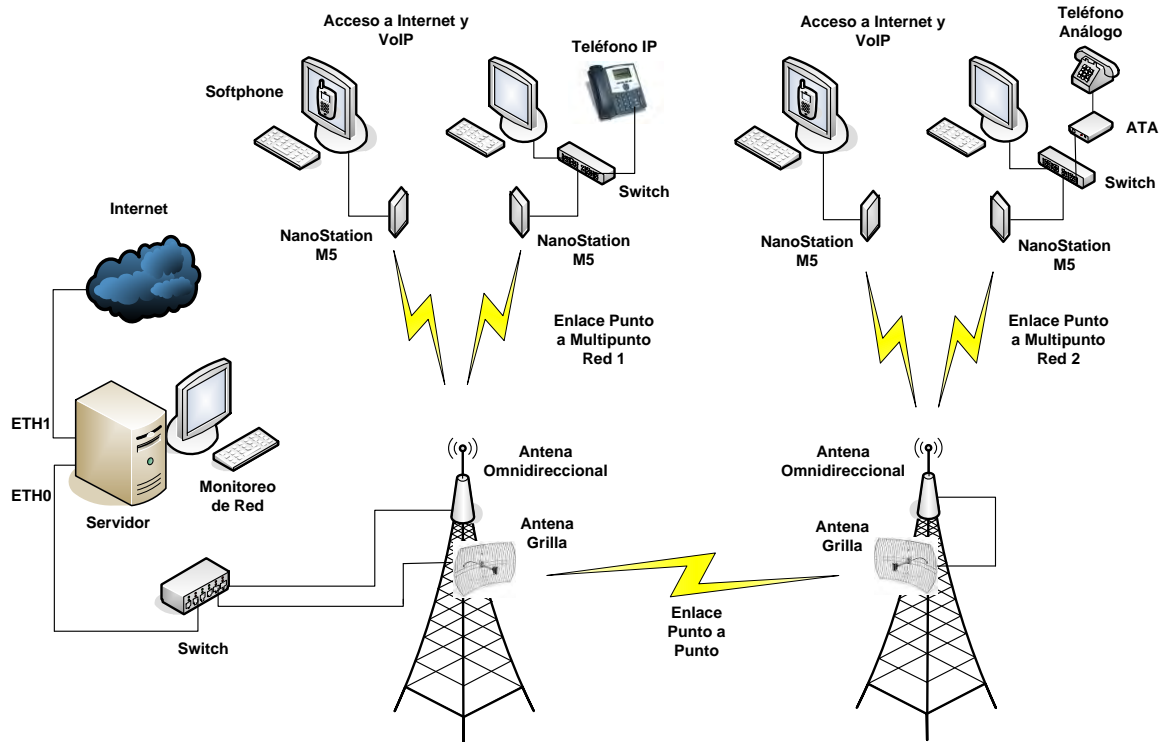 Acceso a Internet y
VoIP
Teléfono IP
Softphone
Switch
NanoStation
M5
NanoStation
M5
Enlace Punto
a Multipunto
Red 1
Acceso a Internet y
VoIP
Teléfono
Análogo
ATA
Switch
NanoStation
M5
NanoStation
M5
Enlace Punto
a Multipunto
Red 2
Internet
ETH1
ETH0
Servidor
Monitoreo
de Red
Switch
Antena
Omnidireccional
Antena
Grilla
Enlace
Punto a
Punto
Antena
Omnidireccional
Antena
Grilla